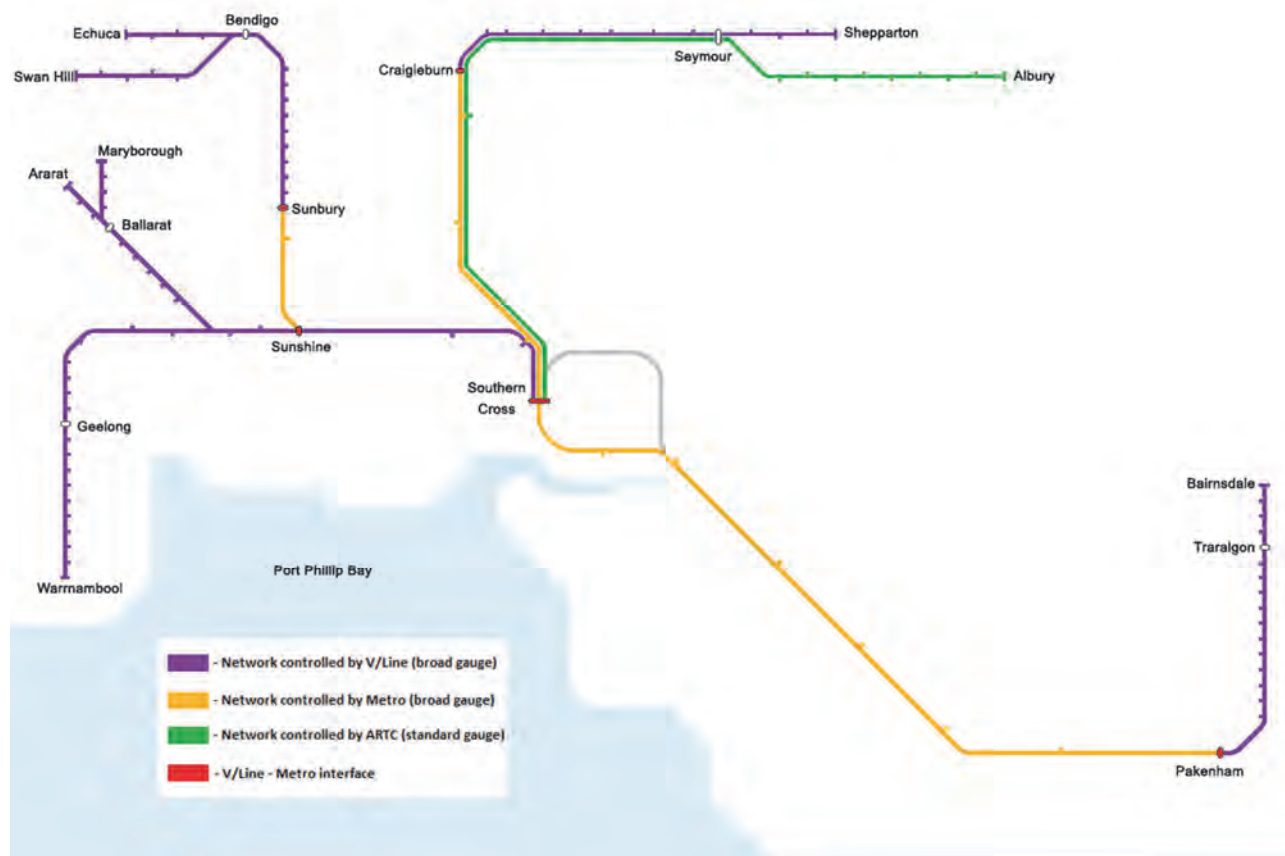 Bendigo
Echuca
Shepparton
Seymour
Swan Hill
Craigieburn
Albury
Maryborough
Ararat
Sunbury
Ballarat
Sunshine
Southern
Cross
Geelong
Bairnsdale
Traralgon
Port Phillip Bay
Warrnambool
- Network controlled by V/Line (broad gauge)
- Network controlled by Metro (broad gauge)
- Network controlled by ARTC (standard gauge)
- V/Line - Metro interface
Pakenham